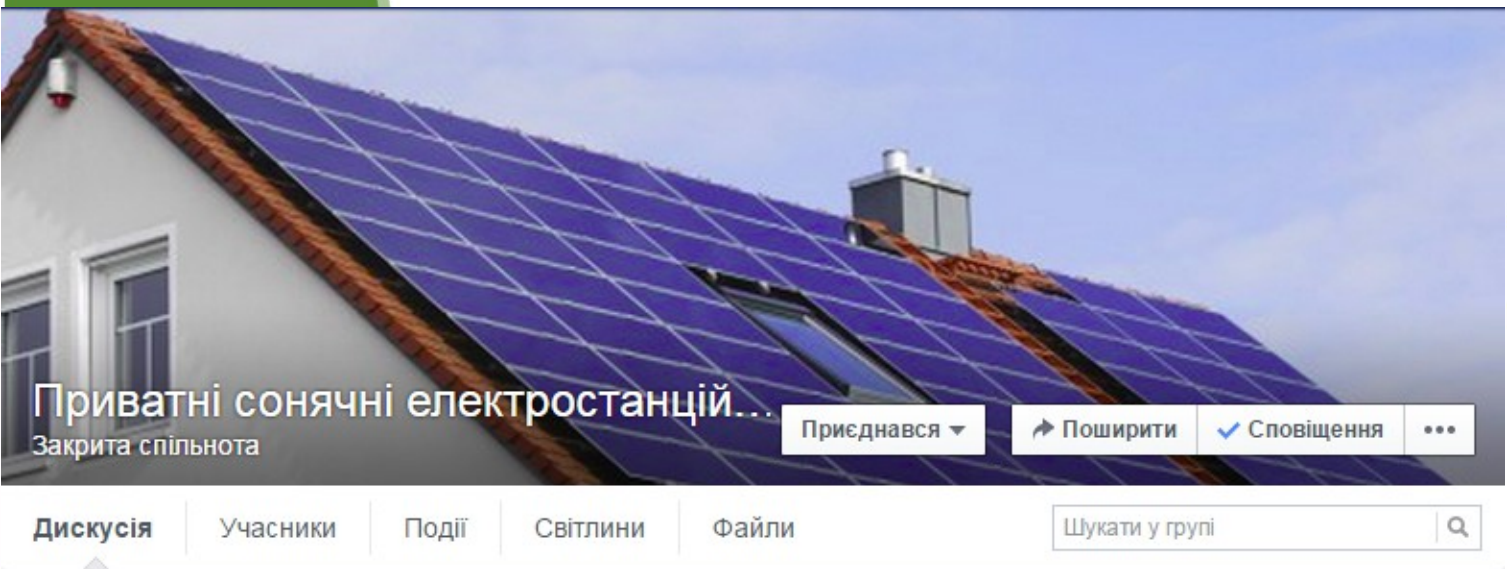 Приватні сонячні електростанцій...
Закрита спільнота
Приєднався
Поширити
Сповіщення
Дискусія
Учасники
Події
Світлини
Файли
Шукати у групі